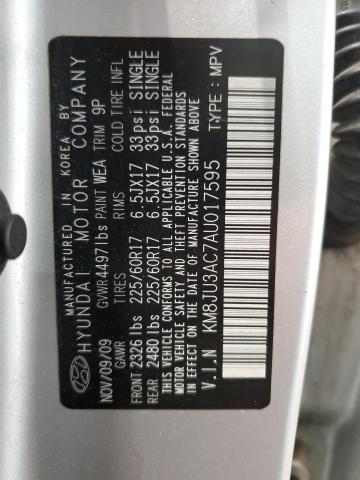 MANUFACTURED IN KOREA BY
HYUNDAI MOTOR COMPANY
NOV/09/09 GVWR4497lbs PAINT WEA TRIM 9P
GAWR TIRES RIMS COLD TIRE INFL
FRONT 2326 lbs 225/60R17 6.5JX17 33psi SINGLE
REAR 2480 lbs 225/60R17 6.5JX17 33psi SINGLE
THIS VEHICLE CONFORMS TO ALL APPLICABLE U.S.A. FEDERAL
MOTOR VEHICLE SAFETY, BUMPER, AND THEFT PREVENTION
STANDARDS IN EFFECT ON THE DATE OF MANUFACTURE SHOWN ABOVE.
V.I.N KM8JU3AC7AU017595 TYPE: MPV